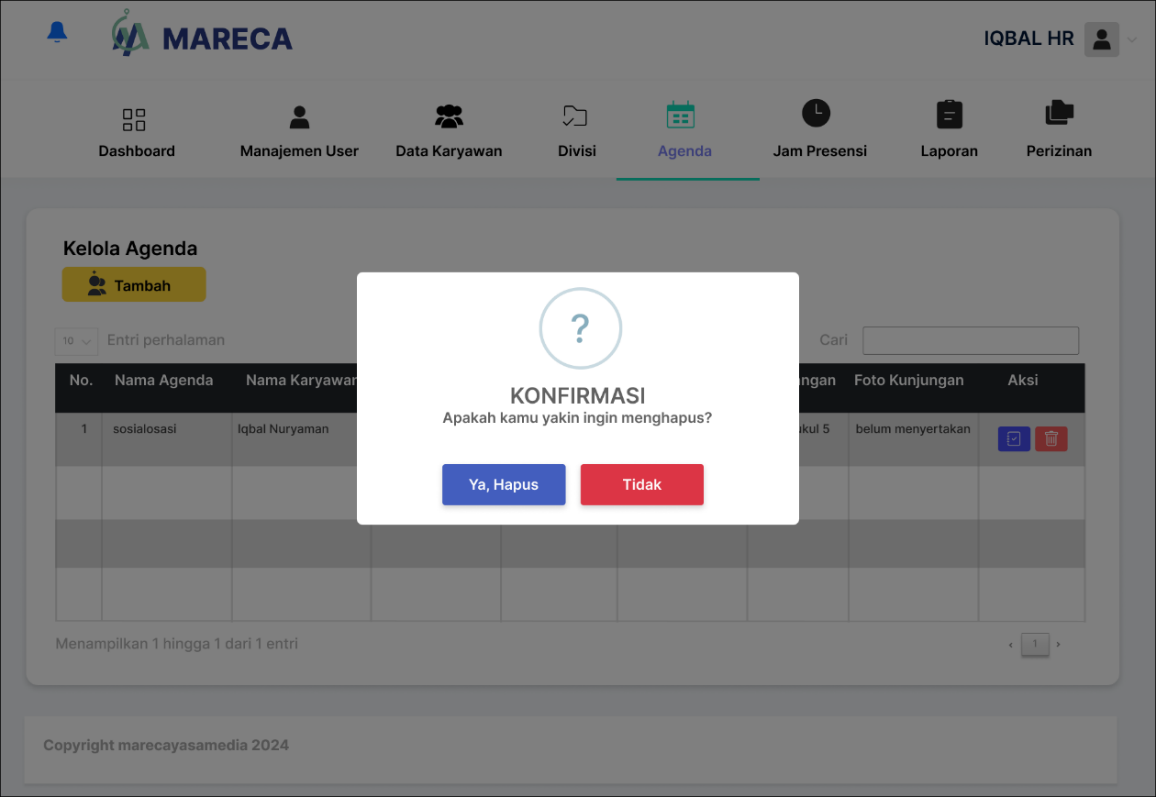 MARECA
IQBAL HR
Dashboard
Manajemen User
Data Karyawan
Divisi
Agenda
Jam Presensi
Laporan
Perizinan
Kelola Agenda
Tambah
10 Entri perhalaman
Cari
No. Nama Agenda Nama Karyawan Foto Kunjungan Aksi
1 sosialosasi Iqbal Nuryaman 5 belum menyertakan
?
KONFIRMASI
Apakah kamu yakin ingin menghapus?
Ya, Hapus
Tidak
Menampilkan 1 hingga 1 dari 1 entri
‹ 1 ›
Copyright marecayasamedia 2024